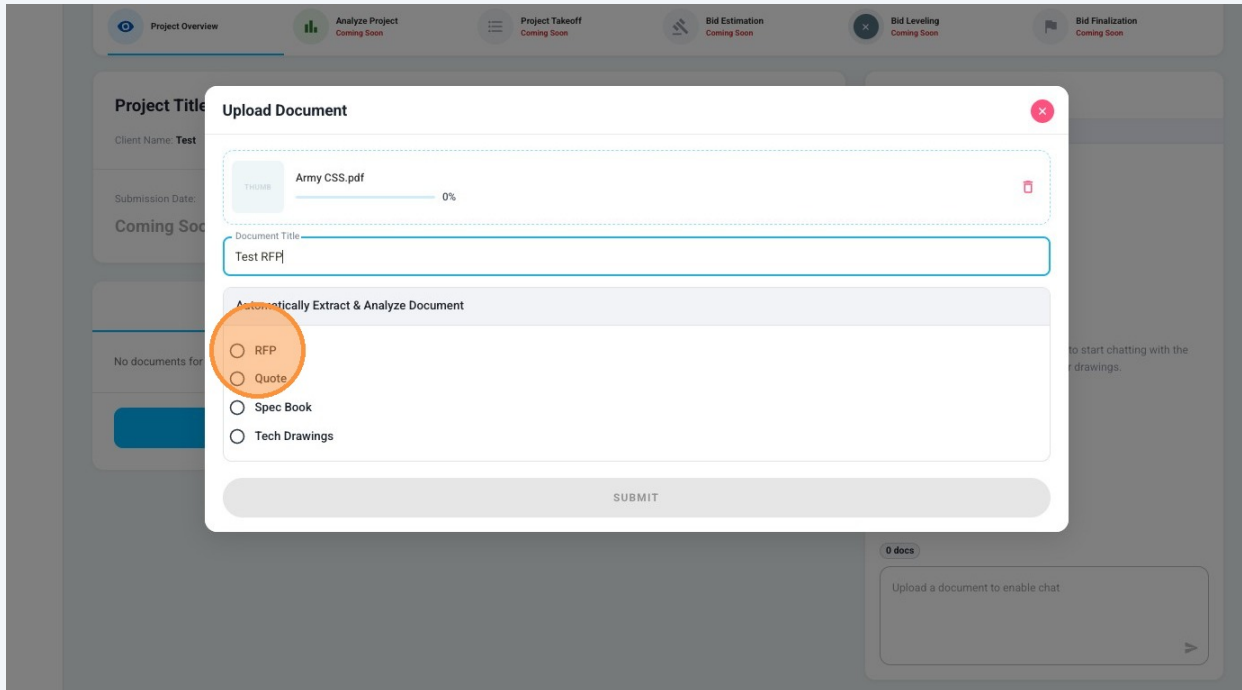 Project Overview
Analyze Project
Coming Soon
Project Takeoff
Coming Soon
Bid Estimation
Coming Soon
Bid Leveling
Coming Soon
Bid Finalization
Coming Soon
Project Title
Client Name: Test
Submission Date:
Coming Soo
No documents for
Upload Document
THUMB
Army CSS.pdf
0%
Document Title
Test RFP
Automatically Extract & Analyze Document
RFP
Quote
Spec Book
Tech Drawings
SUBMIT
to start chatting with the
drawings.
0 docs
Upload a document to enable chat